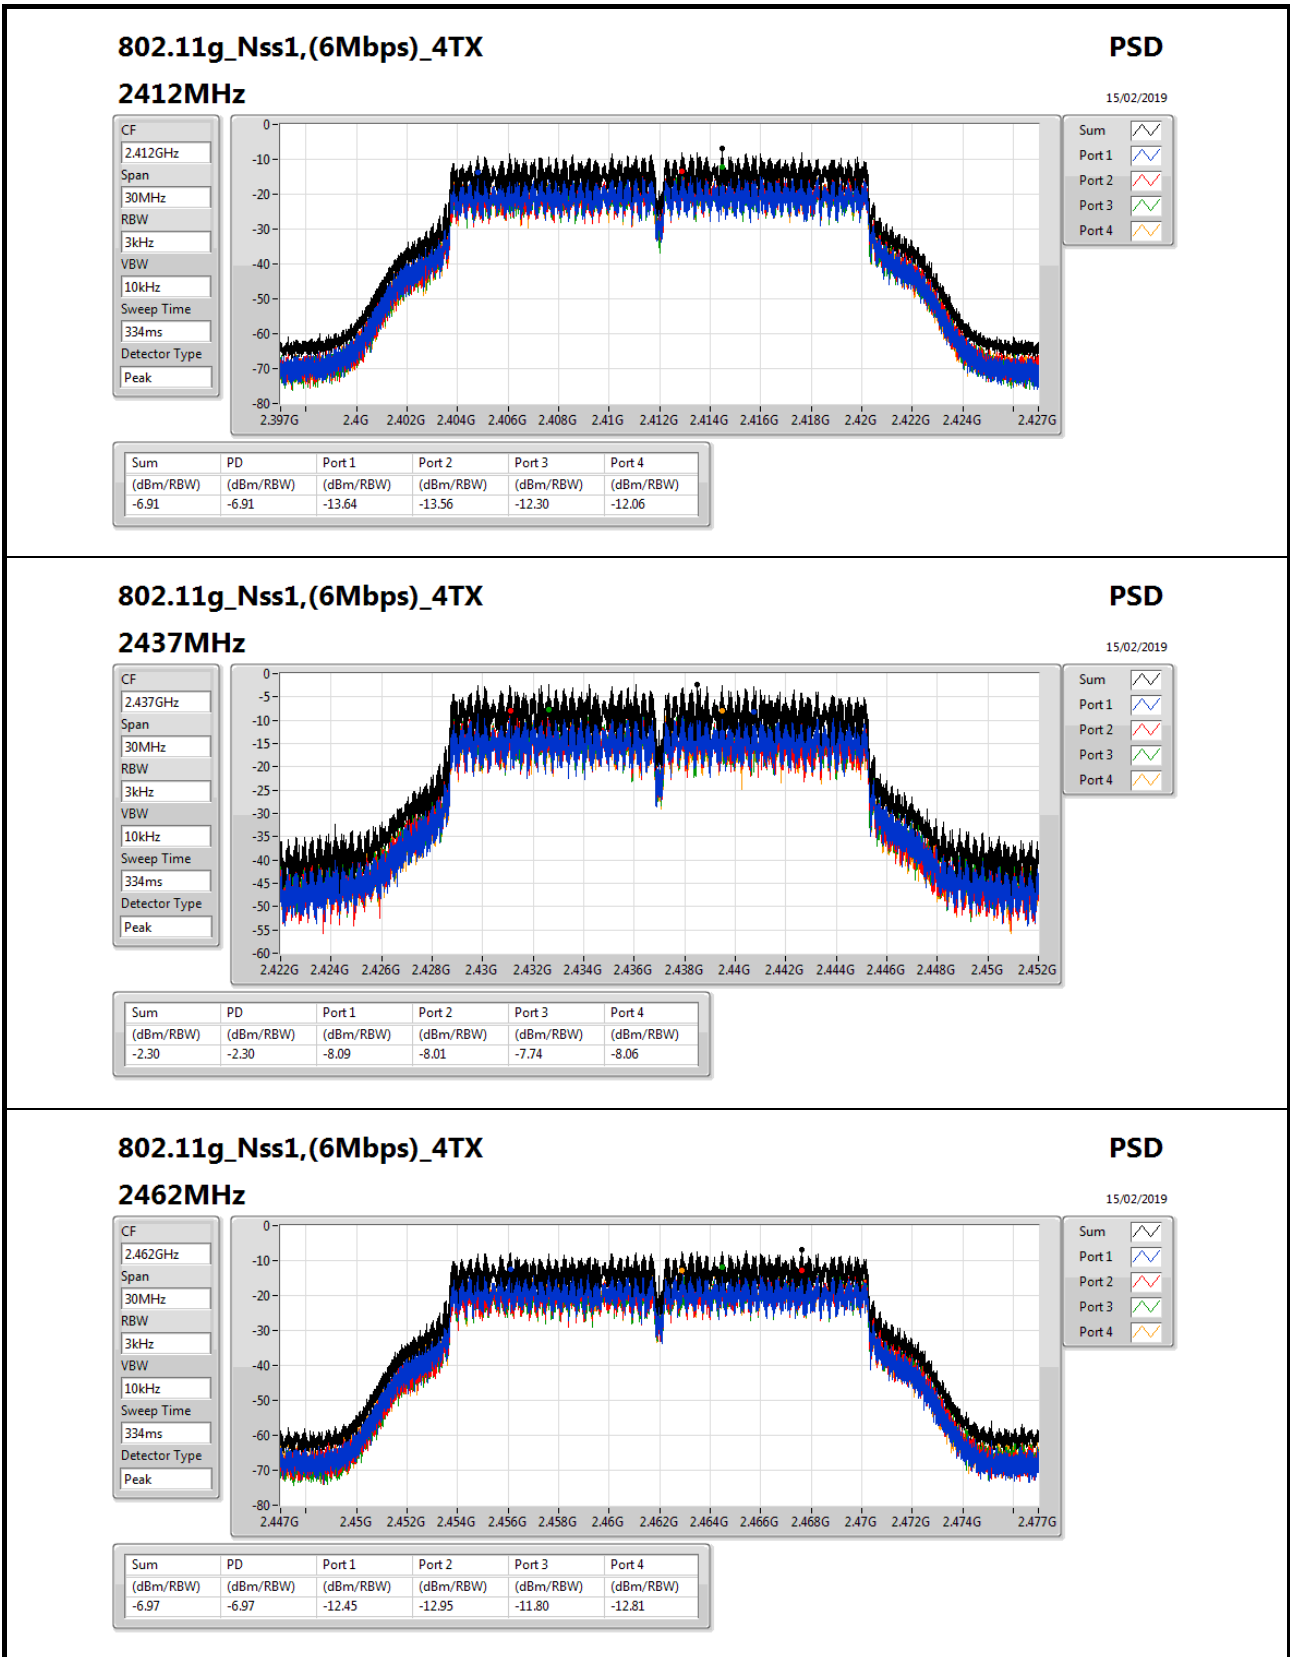 802.11g_Nss1,(6Mbps)_4TX PSD
2412MHz 15/02/2019
CF
2.412GHz
Span
30MHz
RBW
3kHz
VBW
10kHz
Sweep Time
334ms
Detector Type
Peak
0
-10
-20
-30
-40
-50
-60
-70
-80
2.397G 2.4G 2.402G 2.404G 2.406G 2.408G 2.41G 2.412G 2.414G 2.416G 2.418G 2.42G 2.422G 2.424G 2.427G
Sum
Port 1
Port 2
Port 3
Port 4
Sum PD Port 1 Port 2 Port 3 Port 4
(dBm/RBW) (dBm/RBW) (dBm/RBW) (dBm/RBW) (dBm/RBW) (dBm/RBW)
-6.91 -6.91 -13.64 -13.56 -12.30 -12.06
802.11g_Nss1,(6Mbps)_4TX PSD
2437MHz 15/02/2019
CF
2.437GHz
Span
30MHz
RBW
3kHz
VBW
10kHz
Sweep Time
334ms
Detector Type
Peak
0
-5
-10
-15
-20
-25
-30
-35
-40
-45
-50
-55
-60
2.422G 2.424G 2.426G 2.428G 2.43G 2.432G 2.434G 2.436G 2.438G 2.44G 2.442G 2.444G 2.446G 2.448G 2.45G 2.452G
Sum
Port 1
Port 2
Port 3
Port 4
Sum PD Port 1 Port 2 Port 3 Port 4
(dBm/RBW) (dBm/RBW) (dBm/RBW) (dBm/RBW) (dBm/RBW) (dBm/RBW)
-2.30 -2.30 -8.09 -8.01 -7.74 -8.06
802.11g_Nss1,(6Mbps)_4TX PSD
2462MHz 15/02/2019
CF
2.462GHz
Span
30MHz
RBW
3kHz
VBW
10kHz
Sweep Time
334ms
Detector Type
Peak
0
-10
-20
-30
-40
-50
-60
-70
-80
2.447G 2.45G 2.452G 2.454G 2.456G 2.458G 2.46G 2.462G 2.464G 2.466G 2.468G 2.47G 2.472G 2.474G 2.477G
Sum
Port 1
Port 2
Port 3
Port 4
Sum PD Port 1 Port 2 Port 3 Port 4
(dBm/RBW) (dBm/RBW) (dBm/RBW) (dBm/RBW) (dBm/RBW) (dBm/RBW)
-6.97 -6.97 -12.45 -12.95 -11.80 -12.81